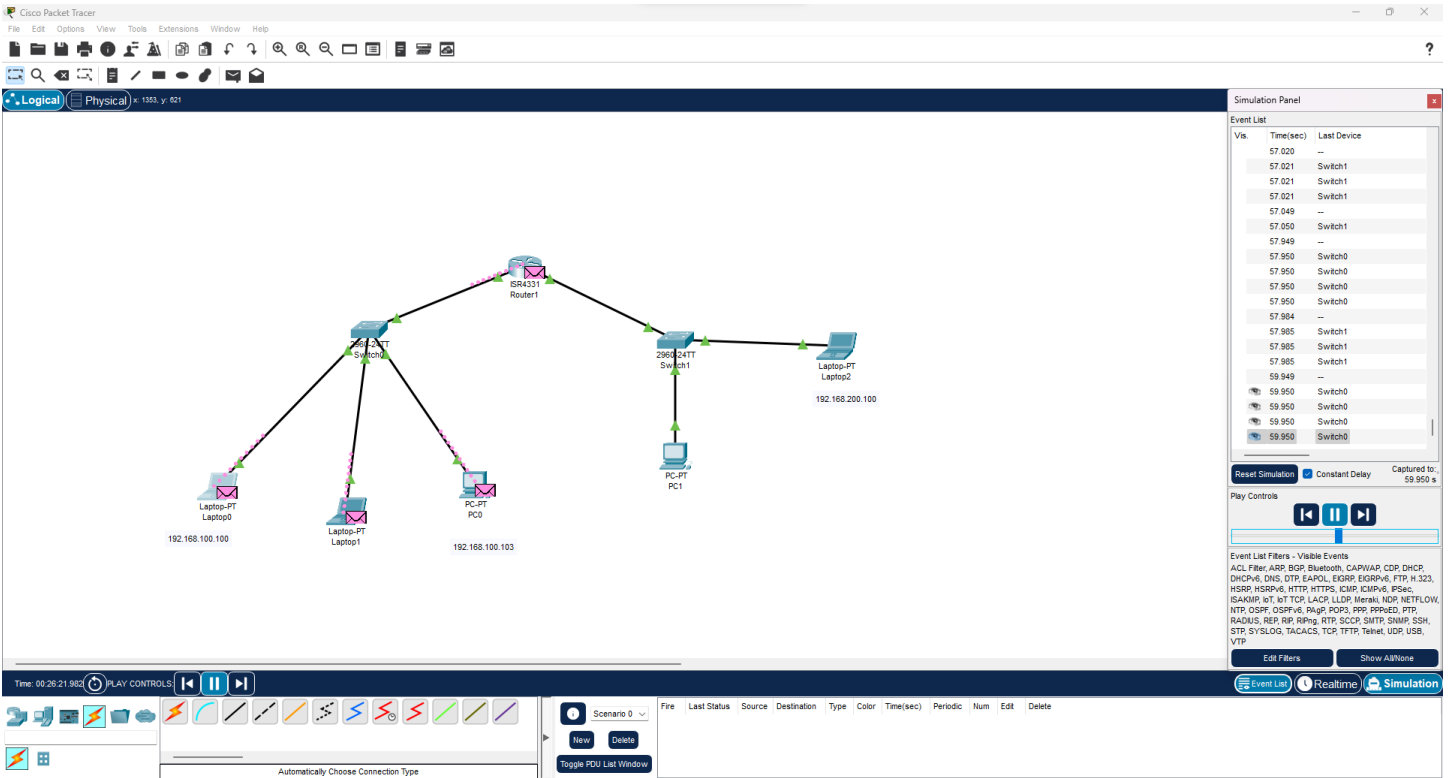 Cisco Packet Tracer
File Edit Options View Tools Extensions Window Help
?
Logical Physical x: 1353, y: 621
ISR4331
Router1
2960-24TT
Switch0
2960-24TT
Switch1
Laptop-PT
Laptop2
192.168.200.100
PC-PT
PC1
Laptop-PT
Laptop0
192.168.100.100
Laptop-PT
Laptop1
PC-PT
PC0
192.168.100.103
Simulation Panel x
Event List
Vis. Time(sec) Last Device
57.020 --
57.021 Switch1
57.021 Switch1
57.021 Switch1
57.049 --
57.050 Switch1
57.949 --
57.950 Switch0
57.950 Switch0
57.950 Switch0
57.950 Switch0
57.984 --
57.985 Switch1
57.985 Switch1
57.985 Switch1
59.949 --
59.950 Switch0
59.950 Switch0
59.950 Switch0
59.950 Switch0
Reset Simulation Constant Delay Captured to:
59.950 s
Play Controls
Event List Filters - Visible Events
ACL Filter, ARP, BGP, Bluetooth, CAPWAP, CDP, DHCP,
DHCPv6, DNS, DTP, EAPOL, EIGRP, EIGRPv6, FTP, H.323,
HSRP, HSRPv6, HTTP, HTTPS, ICMP, ICMPv6, IPSec,
ISAKMP, IoT, IoT TCP, LACP, LLDP, Meraki, NDP, NETFLOW,
NTP, OSPF, OSPFv6, PAgP, POP3, PPP, PPPoED, PTP,
RADIUS, REP, RIP, RIPng, RTP, SCCP, SMTP, SNMP, SSH,
STP, SYSLOG, TACACS, TCP, TFTP, Telnet, UDP, USB,
VTP
Edit Filters Show All/None
Time: 00:26:21.982 PLAY CONTROLS:
Event List Realtime Simulation
Scenario 0
New Delete
Toggle PDU List Window
Fire Last Status Source Destination Type Color Time(sec) Periodic Num Edit Delete
Automatically Choose Connection Type